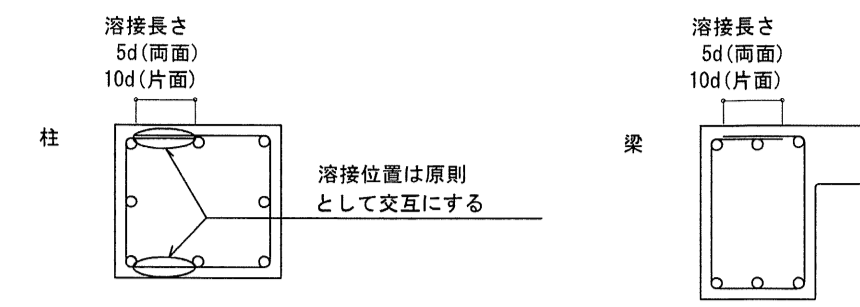 溶接長さ
5d(両面)
10d(片面)
柱
溶接位置は原則
として交互にする
溶接長さ
5d(両面)
10d(片面)
梁